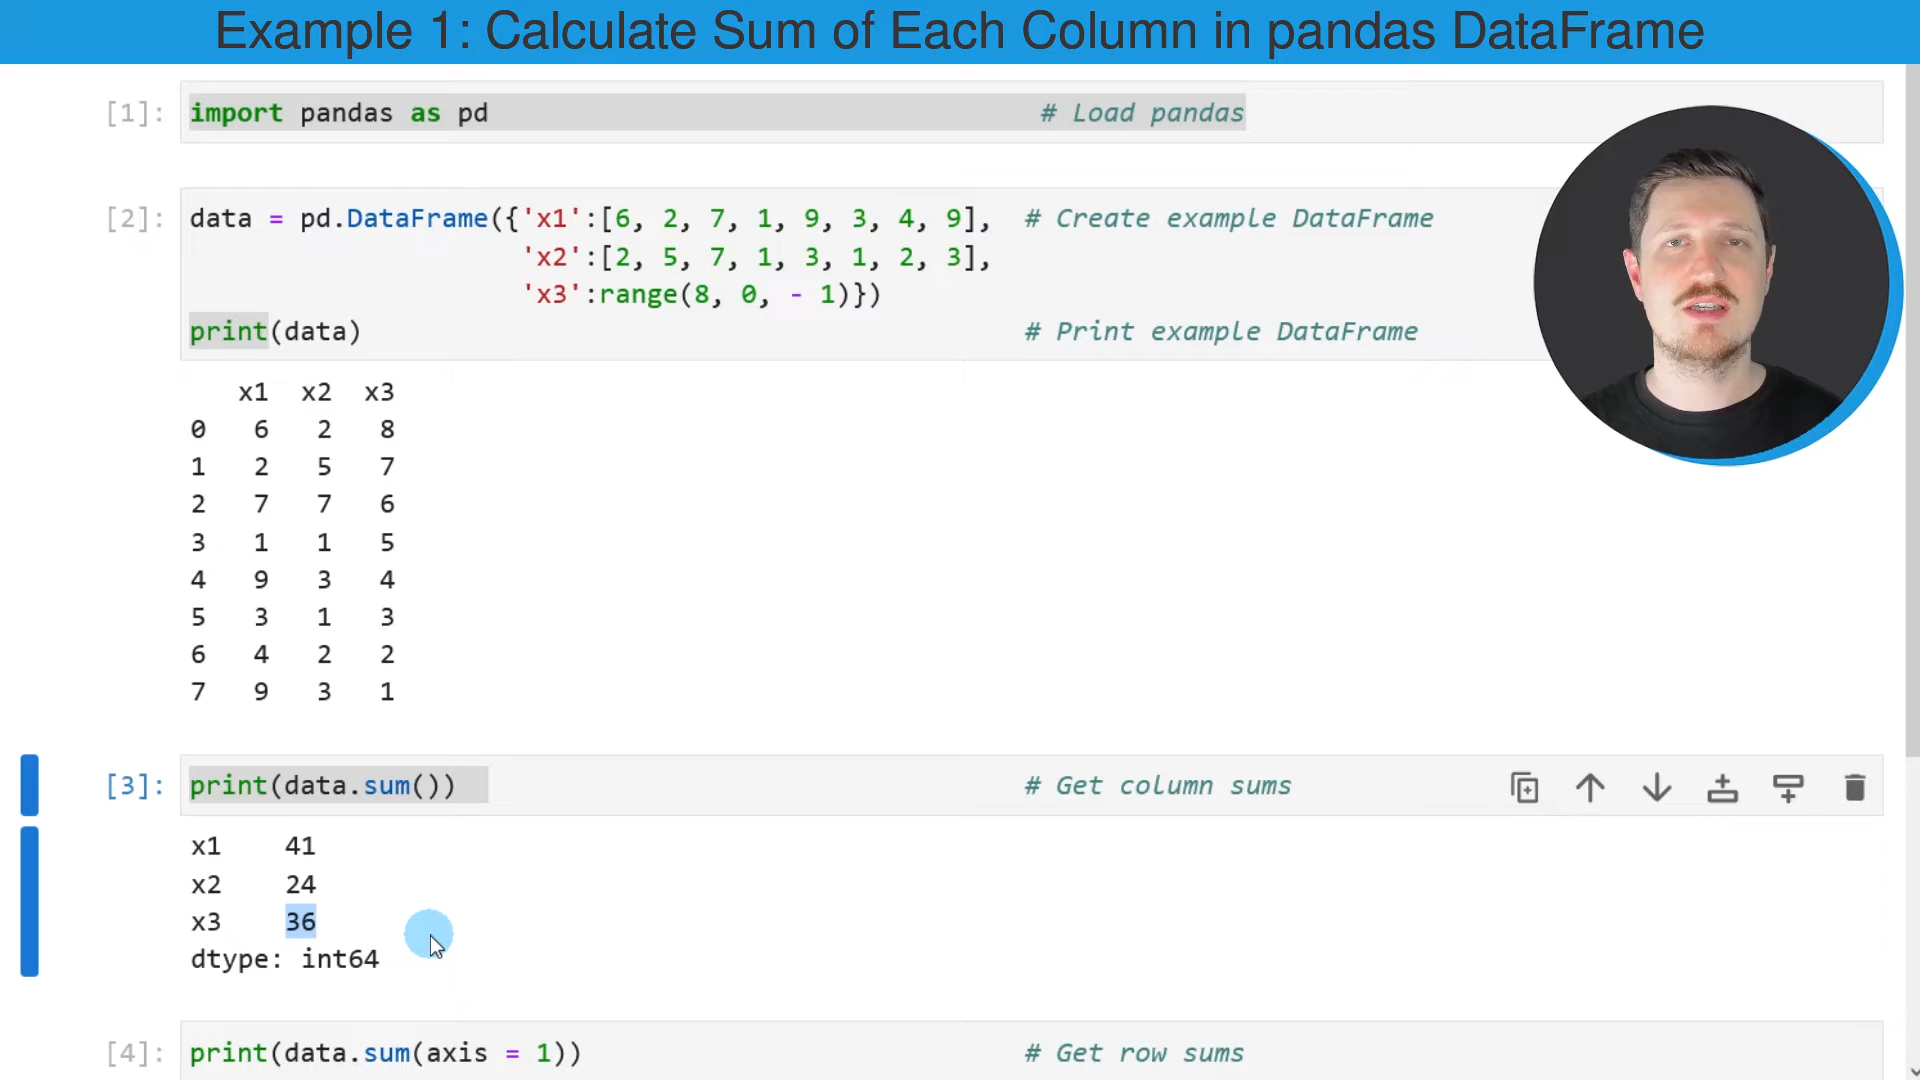 Example 1: Calculate Sum of Each Column in pandas DataFrame
[1]: import pandas as pd # Load pandas
[2]: data = pd.DataFrame({'x1':[6, 2, 7, 1, 9, 3, 4, 9], # Create example DataFrame
'x2':[2, 5, 7, 1, 3, 1, 2, 3],
'x3':range(8, 0, - 1)})
print(data) # Print example DataFrame
x1 x2 x3
0 6 2 8
1 2 5 7
2 7 7 6
3 1 1 5
4 9 3 4
5 3 1 3
6 4 2 2
7 9 3 1
[3]: print(data.sum()) # Get column sums
x1 41
x2 24
x3 36
dtype: int64
[4]: print(data.sum(axis = 1)) # Get row sums